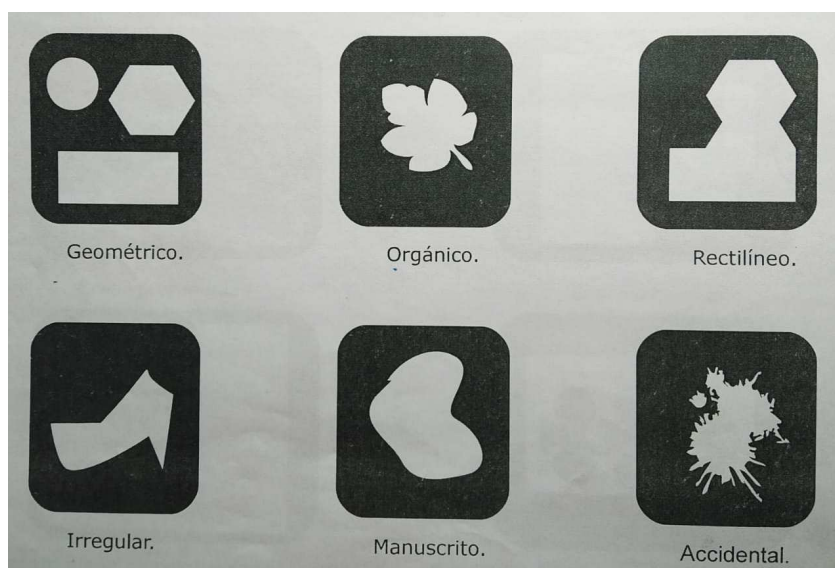 Geométrico.
Orgánico.
Rectilíneo.
Irregular.
Manuscrito.
Accidental.